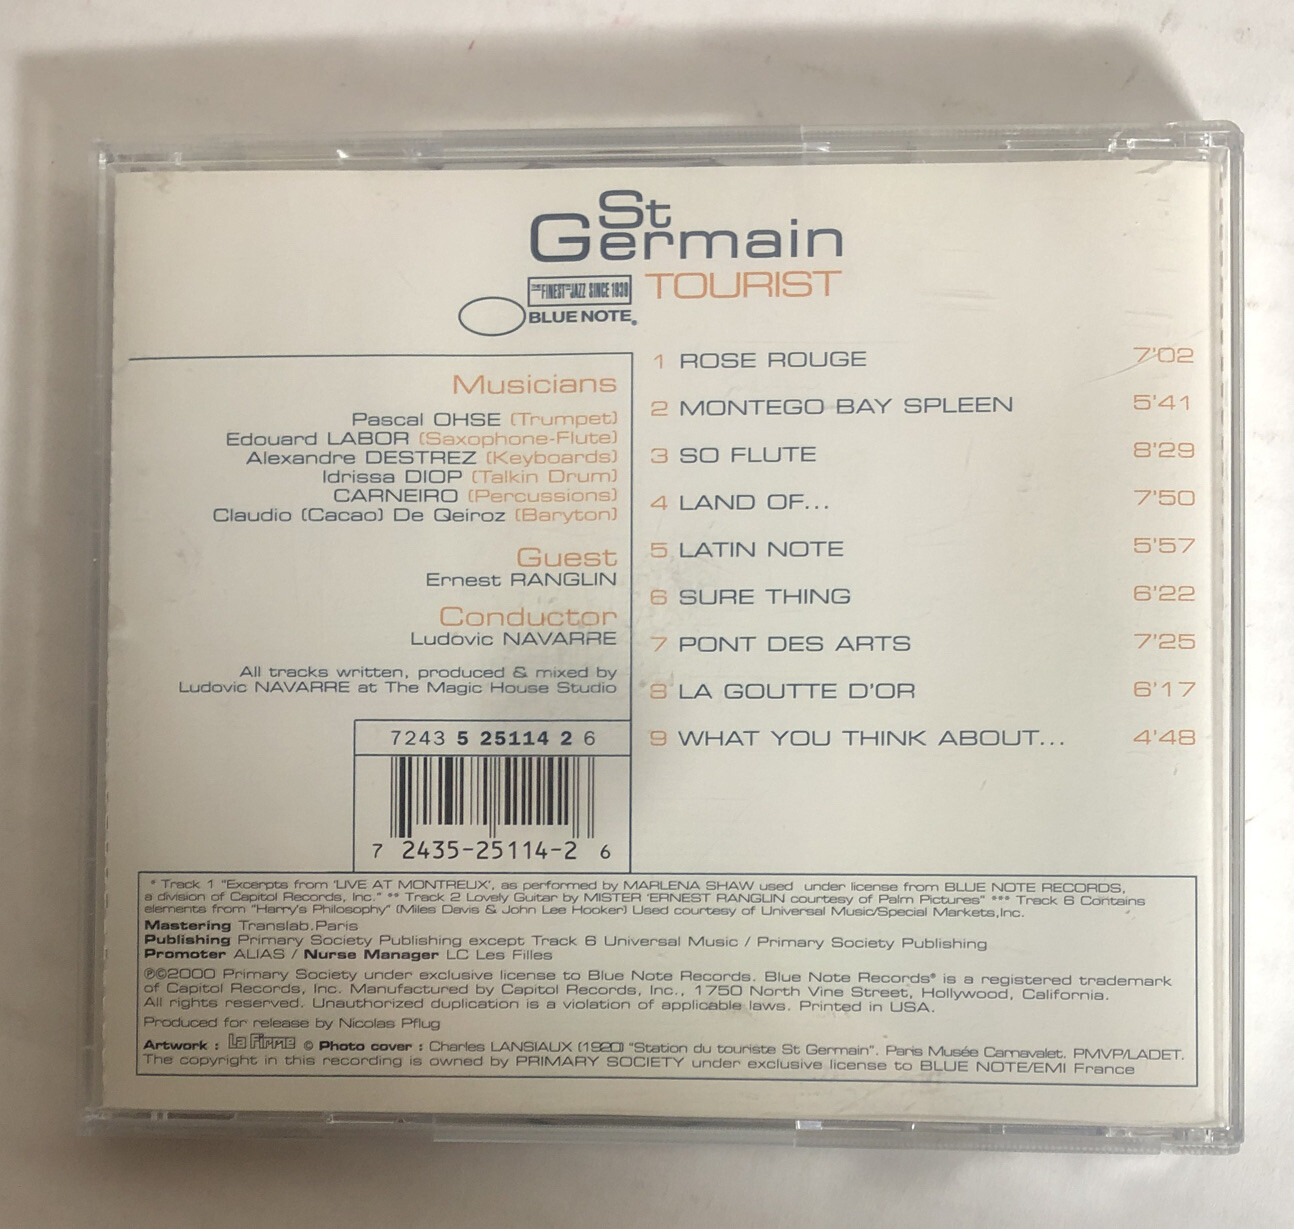 St
Germain
TOURIST
FINEST IN JAZZ SINCE 1939
BLUE NOTE®
Musicians
Pascal OHSE (Trumpet)
Edouard LABOR (Saxophone-Flute)
Alexandre DESTREZ (Keyboards)
Idrissa DIOP (Talkin Drum)
CARNEIRO (Percussions)
Claudio (Cacao) De Qeiroz (Baryton)
Guest
Ernest RANGLIN
Conductor
Ludovic NAVARRE
All tracks written, produced & mixed by
Ludovic NAVARRE at The Magic House Studio
7243 5 25114 2 6
7 2435-25114-2 6
1 ROSE ROUGE 7'02
2 MONTEGO BAY SPLEEN 5'41
3 SO FLUTE 8'29
4 LAND OF... 7'50
5 LATIN NOTE 5'57
6 SURE THING 6'22
7 PONT DES ARTS 7'25
8 LA GOUTTE D'OR 6'17
9 WHAT YOU THINK ABOUT... 4'48
* Track 1 "Excerpts from 'LIVE AT MONTREUX', as performed by MARLENA SHAW used under license from BLUE NOTE RECORDS,
a division of Capitol Records, Inc." ** Track 2 Lovely Guitar by MISTER 'ERNEST RANGLIN courtesy of Palm Pictures" *** Track 6 Contains
elements from "Harry's Philosophy" (Miles Davis & John Lee Hooker) Used courtesy of Universal Music/Special Markets,Inc.
Mastering Translab.Paris
Publishing Primary Society Publishing except Track 6 Universal Music / Primary Society Publishing
Promoter ALIAS / Nurse Manager LC Les Filles
℗©2000 Primary Society under exclusive license to Blue Note Records. Blue Note Records® is a registered trademark
of Capitol Records, Inc. Manufactured by Capitol Records, Inc., 1750 North Vine Street, Hollywood, California.
All rights reserved. Unauthorized duplication is a violation of applicable laws. Printed in USA.
Produced for release by Nicolas Pflug
Artwork : La Firme © Photo cover : Charles LANSIAUX (1920) "Station du touriste St Germain". Paris Musée Carnavalet. PMVP/LADET.
The copyright in this recording is owned by PRIMARY SOCIETY under exclusive license to BLUE NOTE/EMI France